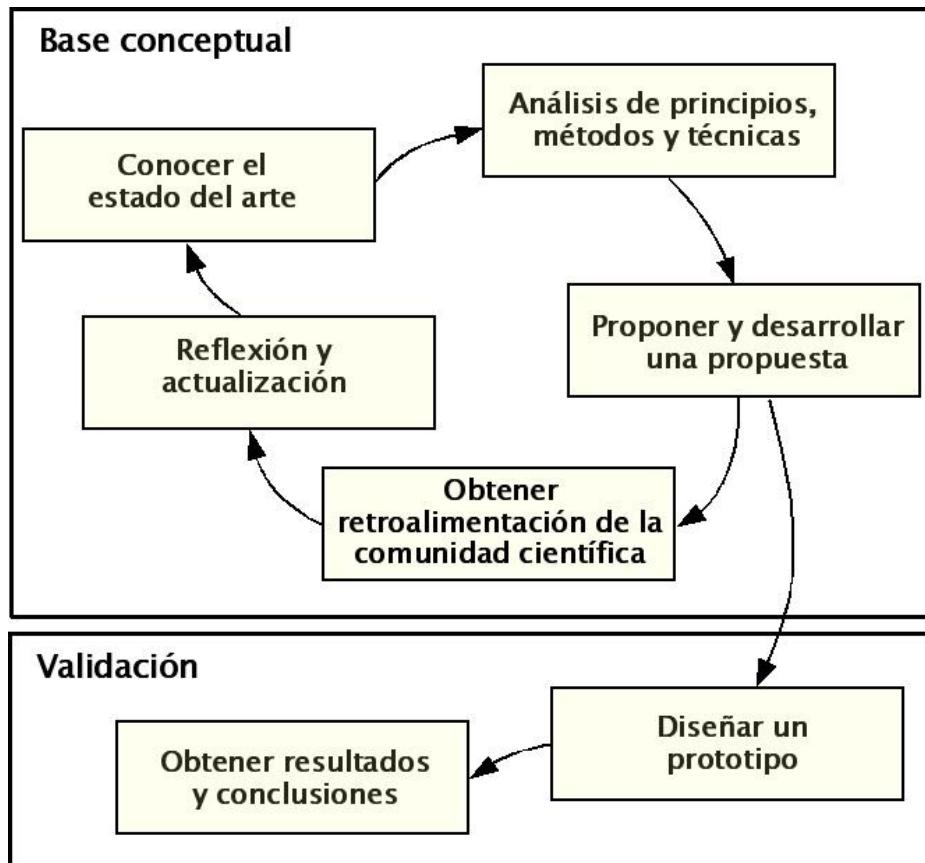 Base conceptual
Análisis de principios,
métodos y técnicas
Conocer el
estado del arte
Proponer y desarrollar
una propuesta
Reflexión y
actualización
Obtener
retroalimentación de la
comunidad científica
Validación
Diseñar un
prototipo
Obtener resultados
y conclusiones